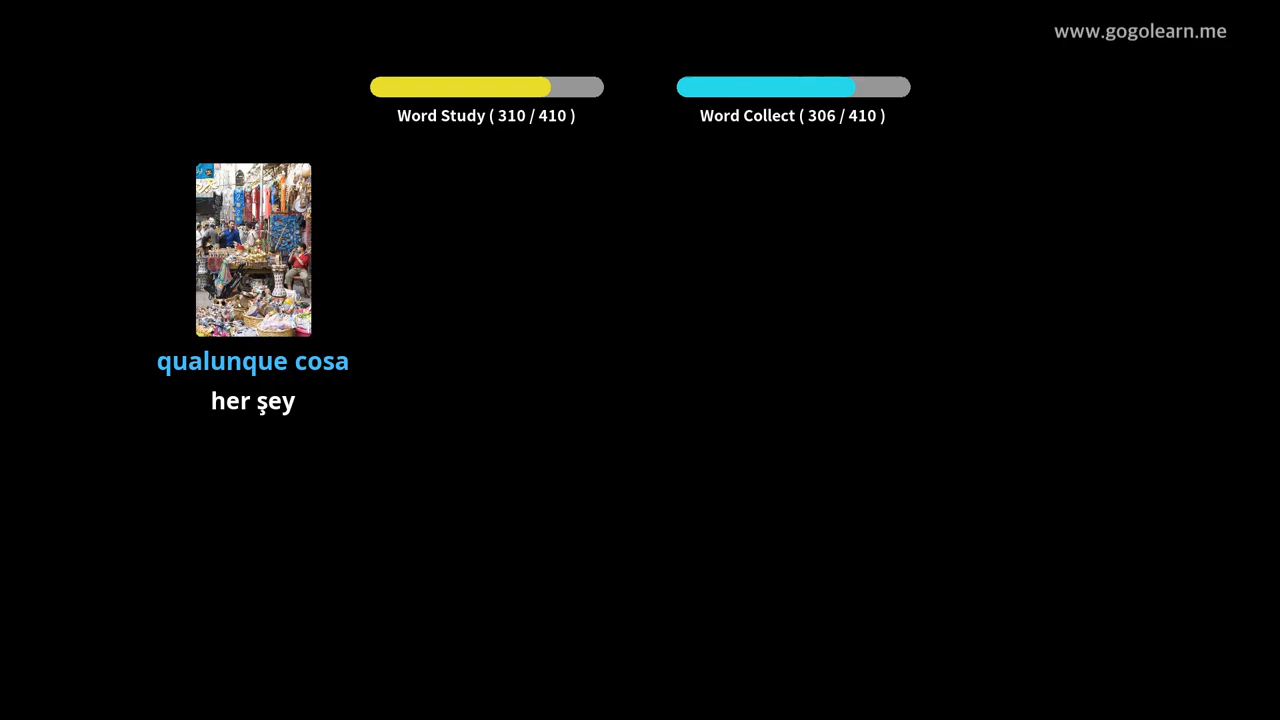 www.gogolearn.me
Word Study ( 310 / 410 )
Word Collect ( 306 / 410 )
qualunque cosa
her şey